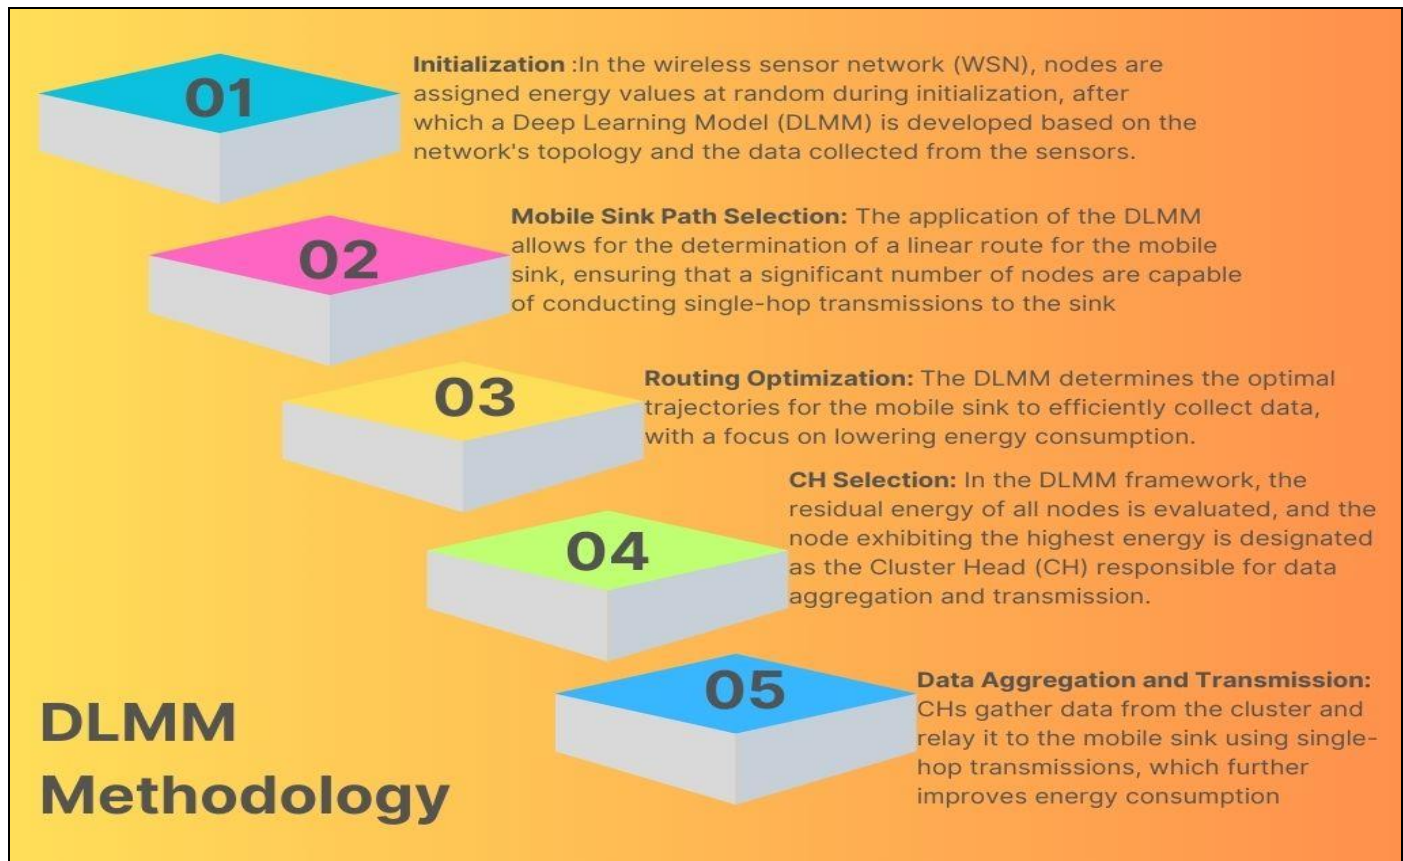 01
Initialization :In the wireless sensor network (WSN), nodes are
assigned energy values at random during initialization, after
which a Deep Learning Model (DLMM) is developed based on the
network's topology and the data collected from the sensors.
02
Mobile Sink Path Selection: The application of the DLMM
allows for the determination of a linear route for the mobile
sink, ensuring that a significant number of nodes are capable
of conducting single-hop transmissions to the sink
03
Routing Optimization: The DLMM determines the optimal
trajectories for the mobile sink to efficiently collect data,
with a focus on lowering energy consumption.
04
CH Selection: In the DLMM framework, the
residual energy of all nodes is evaluated, and the
node exhibiting the highest energy is designated
as the Cluster Head (CH) responsible for data
aggregation and transmission.
05
Data Aggregation and Transmission:
CHs gather data from the cluster and
relay it to the mobile sink using single-
hop transmissions, which further
improves energy consumption
DLMM
Methodology